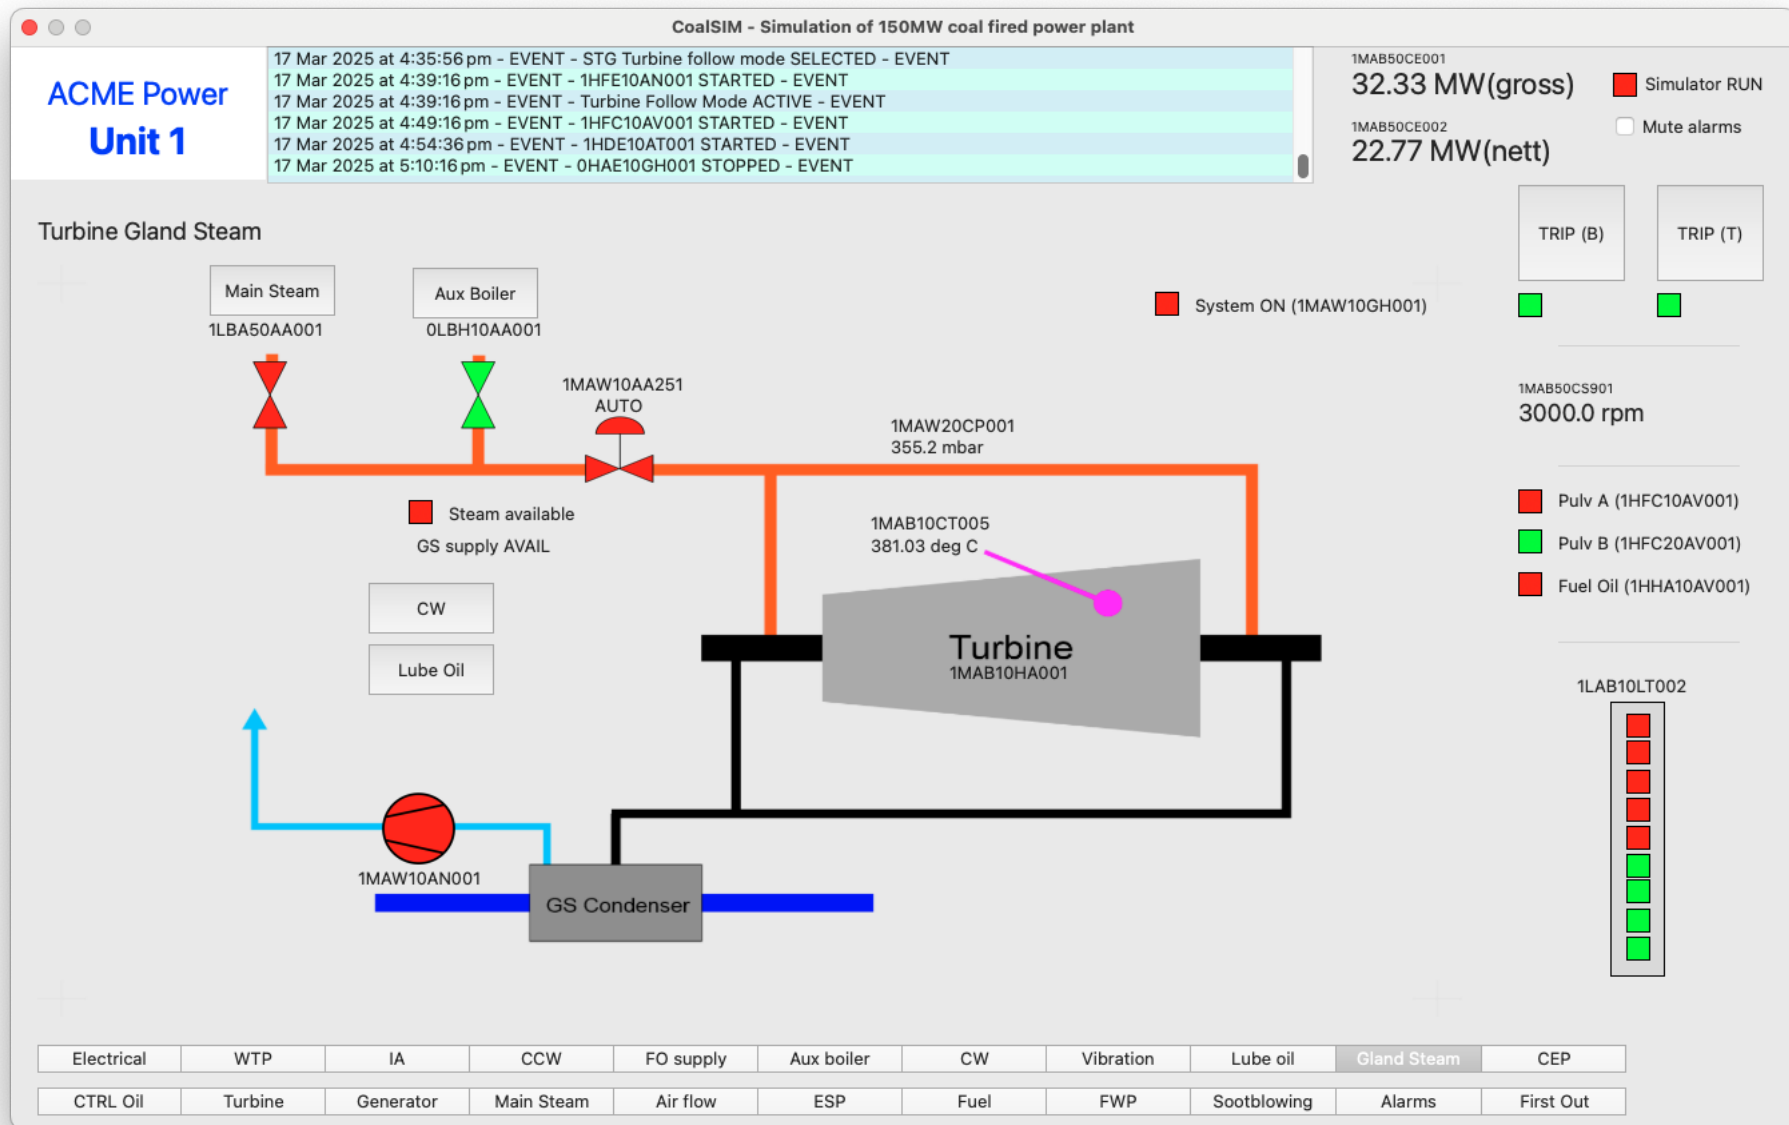 CoalSIM - Simulation of 150MW coal fired power plant
ACME Power
Unit 1
17 Mar 2025 at 4:35:56 pm - EVENT - STG Turbine follow mode SELECTED - EVENT
17 Mar 2025 at 4:39:16 pm - EVENT - 1HFE10AN001 STARTED - EVENT
17 Mar 2025 at 4:39:16 pm - EVENT - Turbine Follow Mode ACTIVE - EVENT
17 Mar 2025 at 4:49:16 pm - EVENT - 1HFC10AV001 STARTED - EVENT
17 Mar 2025 at 4:54:36 pm - EVENT - 1HDE10AT001 STARTED - EVENT
17 Mar 2025 at 5:10:16 pm - EVENT - 0HAE10GH001 STOPPED - EVENT
1MAB50CE001
32.33 MW(gross)
1MAB50CE002
22.77 MW(nett)
Simulator RUN
Mute alarms
TRIP (B)
TRIP (T)
Turbine Gland Steam
Main Steam
1LBA50AA001
Aux Boiler
0LBH10AA001
1MAW10AA251
AUTO
System ON (1MAW10GH001)
1MAW20CP001
355.2 mbar
Steam available
GS supply AVAIL
1MAB10CT005
381.03 deg C
CW
Lube Oil
Turbine
1MAB10HA001
1MAW10AN001
GS Condenser
1MAB50CS901
3000.0 rpm
Pulv A (1HFC10AV001)
Pulv B (1HFC20AV001)
Fuel Oil (1HHA10AV001)
1LAB10LT002
Electrical
WTP
IA
CCW
FO supply
Aux boiler
CW
Vibration
Lube oil
Gland Steam
CEP
CTRL Oil
Turbine
Generator
Main Steam
Air flow
ESP
Fuel
FWP
Sootblowing
Alarms
First Out